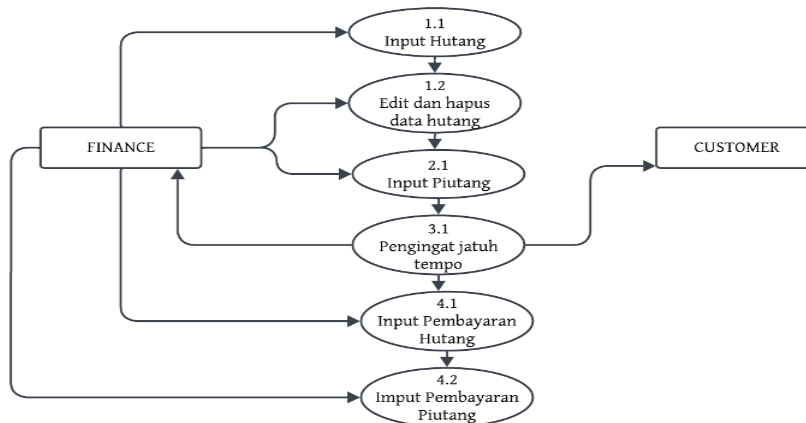 1.1
Input Hutang
1.2
Edit dan hapus
data hutang
FINANCE
CUSTOMER
2.1
Input Piutang
3.1
Pengingat jatuh
tempo
4.1
Input Pembayaran
Hutang
4.2
Imput Pembayaran
Piutang